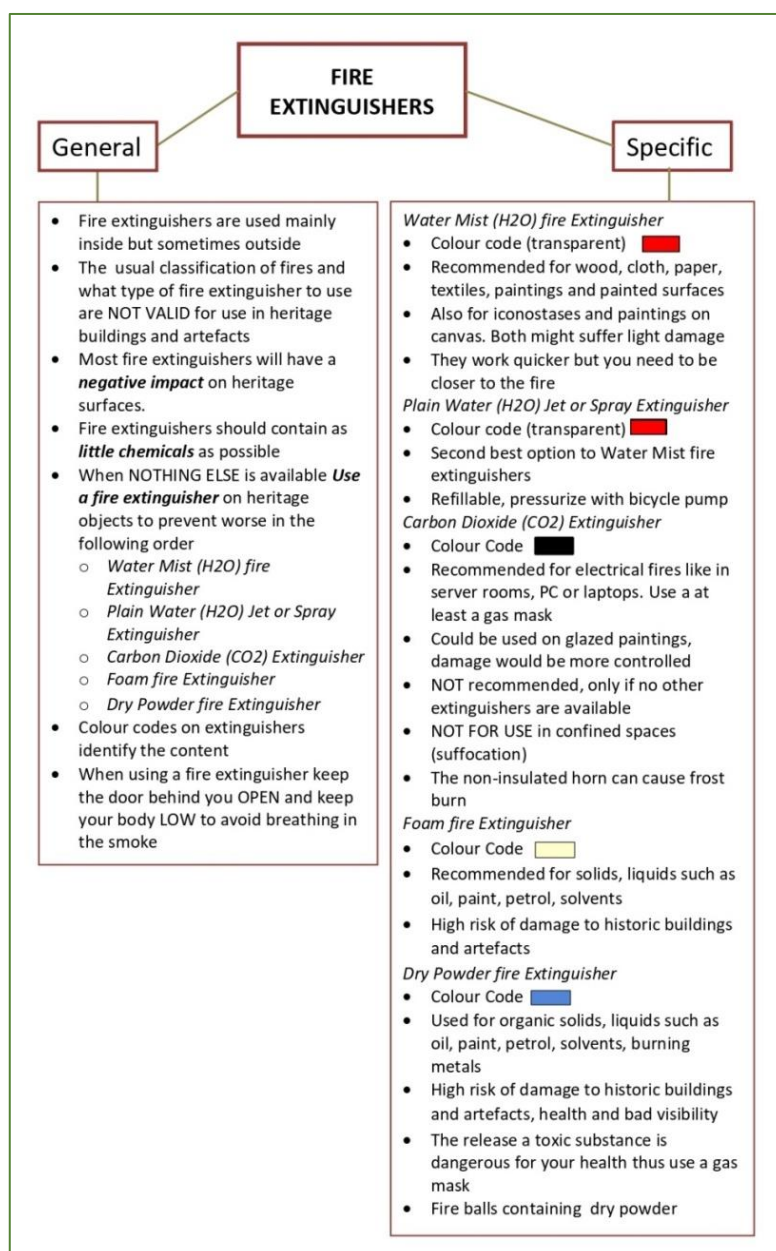 FIRE
EXTINGUISHERS
General
Specific
• Fire extinguishers are used mainly
inside but sometimes outside
• The usual classification of fires and
what type of fire extinguisher to use
are NOT VALID for use in heritage
buildings and artefacts
• Most fire extinguishers will have a
negative impact on heritage
surfaces.
• Fire extinguishers should contain as
little chemicals as possible
• When NOTHING ELSE is available Use
a fire extinguisher on heritage
objects to prevent worse in the
following order
o Water Mist (H2O) fire
Extinguisher
o Plain Water (H2O) Jet or Spray
Extinguisher
o Carbon Dioxide (CO2) Extinguisher
o Foam fire Extinguisher
o Dry Powder fire Extinguisher
• Colour codes on extinguishers
identify the content
• When using a fire extinguisher keep
the door behind you OPEN and keep
your body LOW to avoid breathing in
the smoke
Water Mist (H2O) fire Extinguisher
• Colour code (transparent)
• Recommended for wood, cloth, paper,
textiles, paintings and painted surfaces
• Also for iconostases and paintings on
canvas. Both might suffer light damage
• They work quicker but you need to be
closer to the fire
Plain Water (H2O) Jet or Spray Extinguisher
• Colour code (transparent)
• Second best option to Water Mist fire
extinguishers
• Refillable, pressurize with bicycle pump
Carbon Dioxide (CO2) Extinguisher
• Colour Code
• Recommended for electrical fires like in
server rooms, PC or laptops. Use a at
least a gas mask
• Could be used on glazed paintings,
damage would be more controlled
• NOT recommended, only if no other
extinguishers are available
• NOT FOR USE in confined spaces
(suffocation)
• The non-insulated horn can cause frost
burn
Foam fire Extinguisher
• Colour Code
• Recommended for solids, liquids such as
oil, paint, petrol, solvents
• High risk of damage to historic buildings
and artefacts
Dry Powder fire Extinguisher
• Colour Code
• Used for organic solids, liquids such as
oil, paint, petrol, solvents, burning
metals
• High risk of damage to historic buildings
and artefacts, health and bad visibility
• The release a toxic substance is
dangerous for your health thus use a gas
mask
• Fire balls containing dry powder